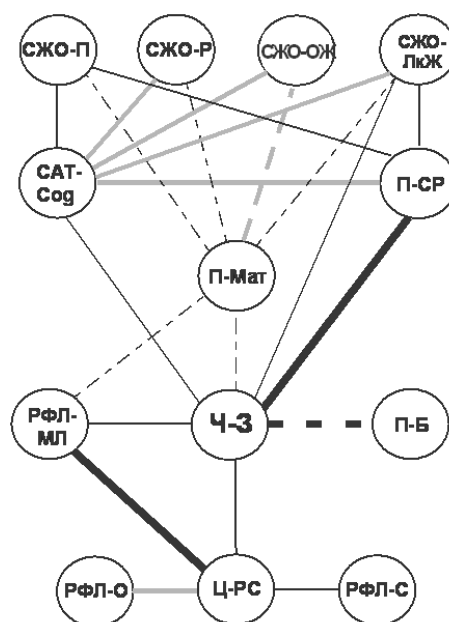 СЖО-П
СЖО-Р
СЖО-ОЖ
СЖО-
ЛкЖ
САТ-
Cog
П-СР
П-Мат
РФЛ-
МЛ
Ч-З
П-Б
РФЛ-О
Ц-РС
РФЛ-С